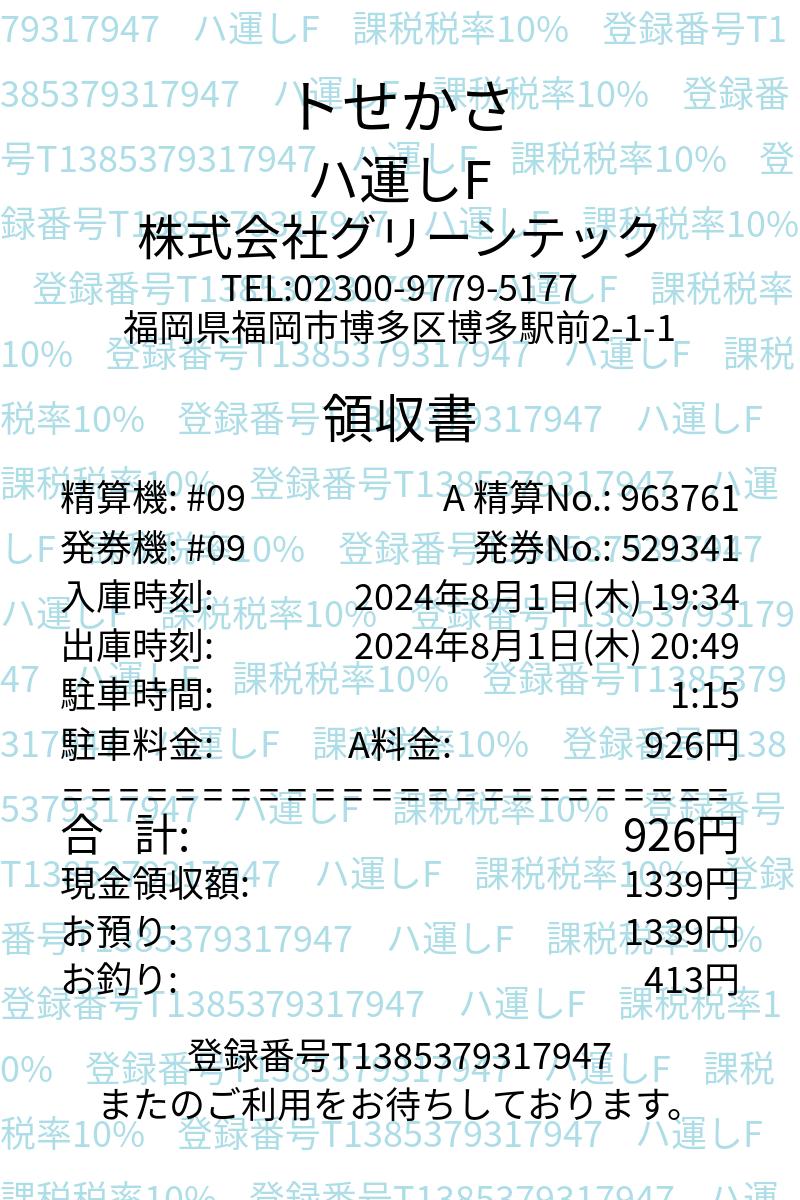 79317947 ハ運しF 課税税率10% 登録番号T1
385379317947 ハ運しF 課税税率10% 登録番
トせかさ
号T1385379317947 ハ運しF 課税税率10% 登
ハ運しF
録番号T1385379317947 ハ運しF 課税税率10%
株式会社グリーンテック
登録番号T1385379317947 ハ運しF 課税税率
TEL:02300-9779-5177
福岡県福岡市博多区博多駅前2-1-1
10% 登録番号T1385379317947 ハ運しF 課税
税率10% 登録番号T1385379317947 ハ運しF
領収書
課税税率10% 登録番号T1385379317947 ハ運
精算機: #09 A 精算No.: 963761
しF 課税税率10% 登録番号T1385379317947
発券機: #09 発券No.: 529341
入庫時刻: 2024年8月1日(木) 19:34
ハ運しF 課税税率10% 登録番号T13853793179
出庫時刻: 2024年8月1日(木) 20:49
47 ハ運しF 課税税率10% 登録番号T1385379
駐車時間: 1:15
317947 ハ運しF 課税税率10% 登録番号T138
駐車料金: A料金: 926円
========================
5379317947 ハ運しF 課税税率10% 登録番号
合 計: 926円
T1385379317947 ハ運しF 課税税率10% 登録
現金領収額: 1339円
お預り: 1339円
番号T1385379317947 ハ運しF 課税税率10%
お釣り: 413円
登録番号T1385379317947 ハ運しF 課税税率1
登録番号T1385379317947
0% 登録番号T1385379317947 ハ運しF 課税
またのご利用をお待ちしております。
税率10% 登録番号T1385379317947 ハ運しF
課税税率10% 登録番号T1385379317947 ハ運